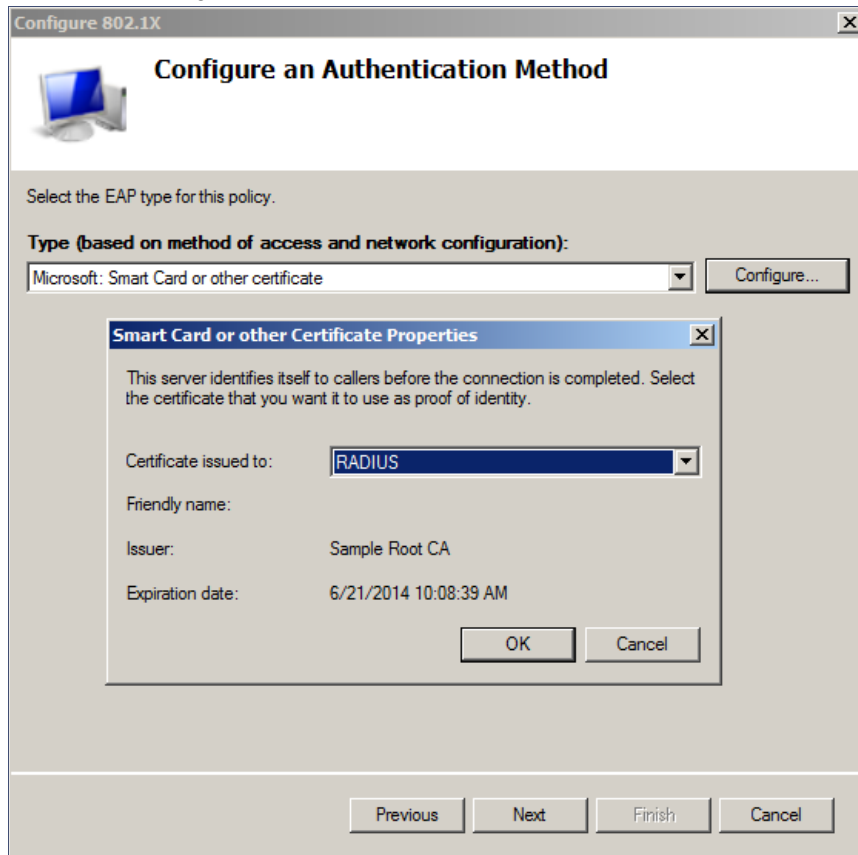 Configure 802.1X
Configure an Authentication Method
Select the EAP type for this policy.
Type (based on method of access and network configuration):
Microsoft: Smart Card or other certificate
Configure...
Smart Card or other Certificate Properties
This server identifies itself to callers before the connection is completed. Select
the certificate that you want it to use as proof of identity.
Certificate issued to: RADIUS
Friendly name:
Issuer: Sample Root CA
Expiration date: 6/21/2014 10:08:39 AM
OK Cancel
Previous Next Finish Cancel